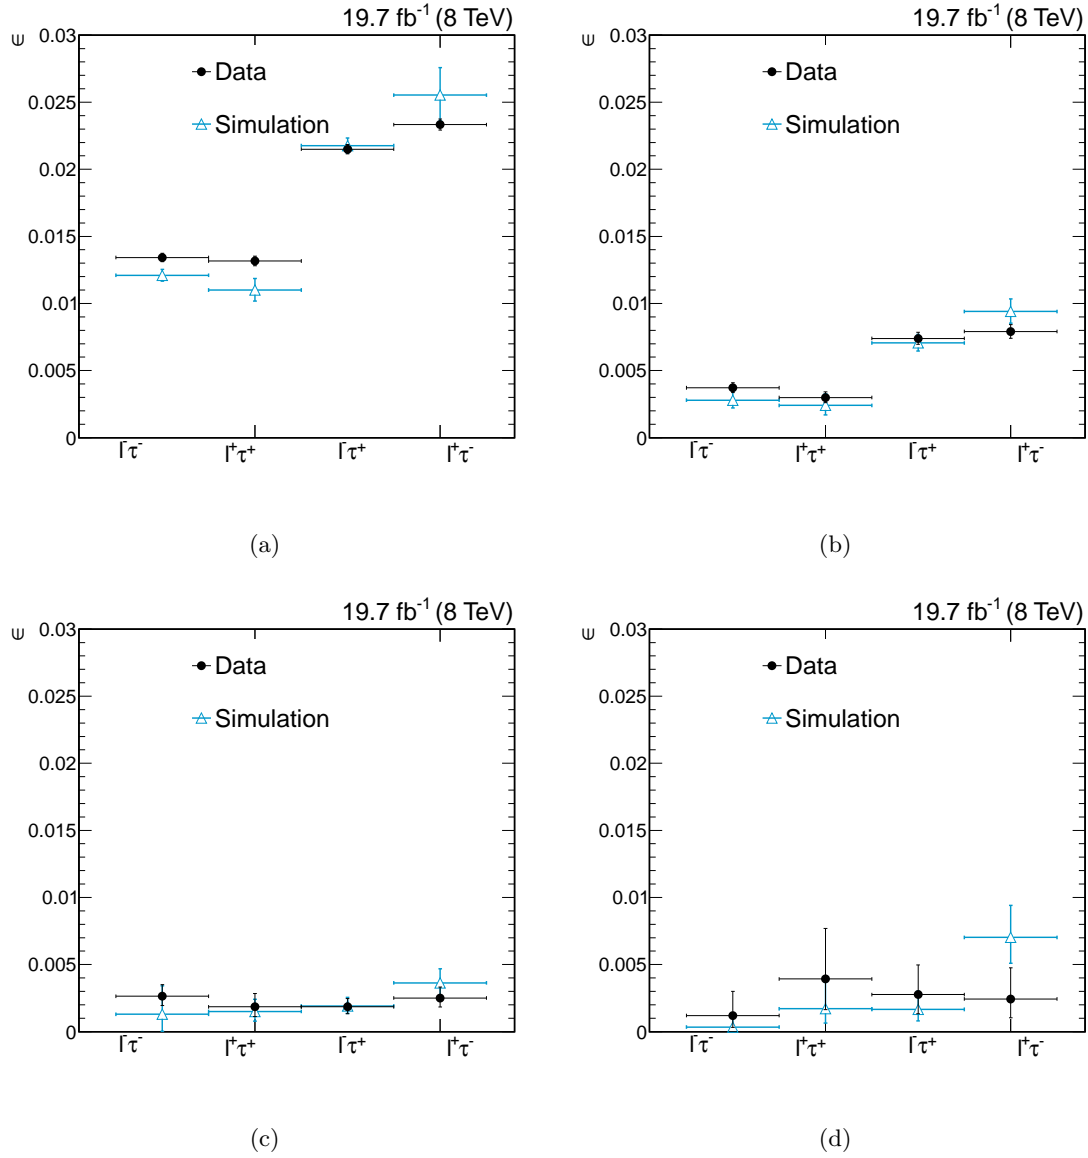 19.7 fb⁻¹ (8 TeV) 19.7 fb⁻¹ (8 TeV)
∈ 0.03 ∈ 0.03
Data Data
0.025 0.025
Simulation Simulation
0.02 0.02
0.015 0.015
0.01 0.01
0.005 0.005
0 0
l⁻τ⁻ l⁺τ⁺ l⁻τ⁺ l⁺τ⁻ l⁻τ⁻ l⁺τ⁺ l⁻τ⁺ l⁺τ⁻
(a) (b)
19.7 fb⁻¹ (8 TeV) 19.7 fb⁻¹ (8 TeV)
∈ 0.03 ∈ 0.03
Data Data
0.025 0.025
Simulation Simulation
0.02 0.02
0.015 0.015
0.01 0.01
0.005 0.005
0 0
l⁻τ⁻ l⁺τ⁺ l⁻τ⁺ l⁺τ⁻ l⁻τ⁻ l⁺τ⁺ l⁻τ⁺ l⁺τ⁻
(c) (d)